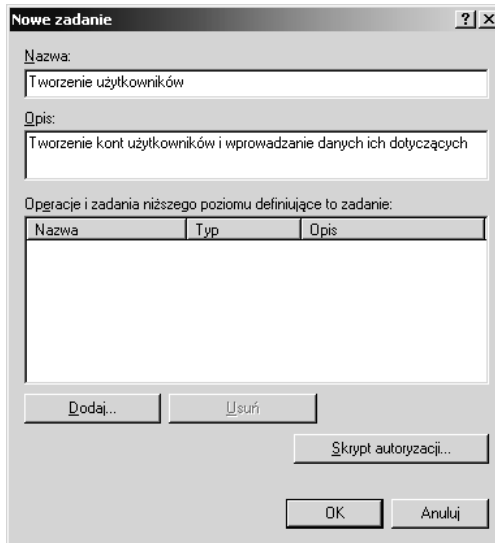 Nowe zadanie
Nazwa:
Tworzenie użytkowników
Opis:
Tworzenie kont użytkowników i wprowadzanie danych ich dotyczących
Operacje i zadania niższego poziomu definiujące to zadanie:
Nazwa Typ Opis
Dodaj... Usuń
Skrypt autoryzacji...
OK Anuluj